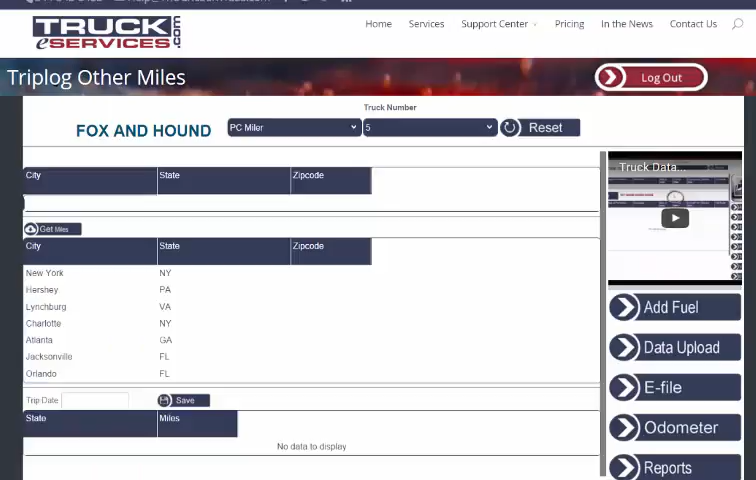 TRUCK
eSERVICES.com
Home Services Support Center Pricing In the News Contact Us
Triplog Other Miles
Log Out
Truck Number
FOX AND HOUND
PC Miler
5
Reset
City State Zipcode
Truck Data...
Get Miles
City State Zipcode
New York NY
Hershey PA
Lynchburg VA
Charlotte NY
Atlanta GA
Jacksonville FL
Orlando FL
Add Fuel
Data Upload
E-file
Odometer
Reports
Trip Date
Save
State Miles
No data to display